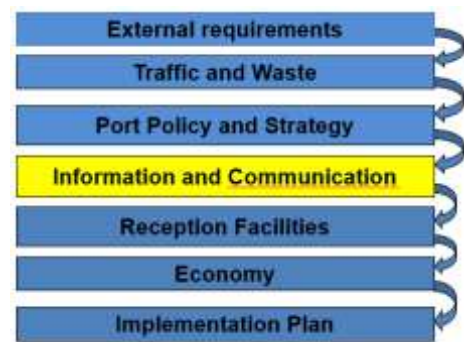 External requirements
Traffic and Waste
Port Policy and Strategy
Information and Communication
Reception Facilities
Economy
Implementation Plan